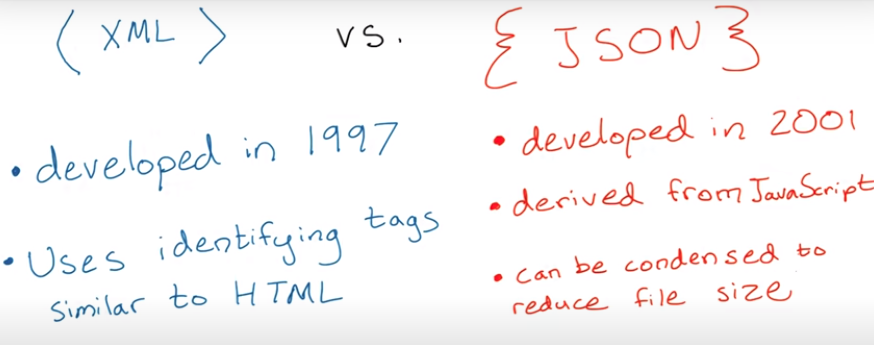 < XML >
vs.
{ JSON }
• developed in 1997
• Uses identifying tags
similar to HTML
• developed in 2001
• derived from JavaScript
• can be condensed to
reduce file size